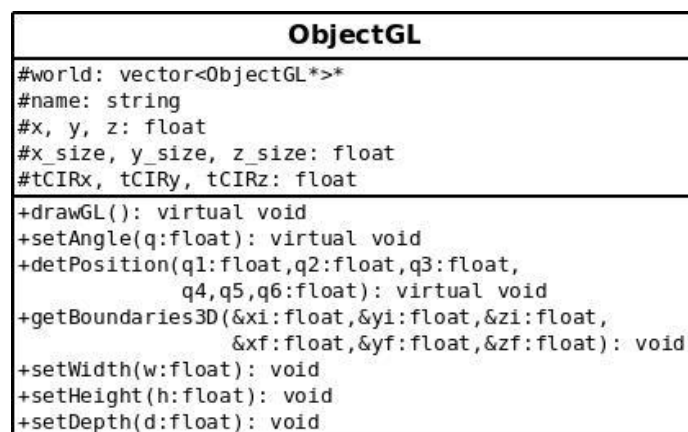 ObjectGL
#world: vector<ObjectGL*>*
#name: string
#x, y, z: float
#x_size, y_size, z_size: float
#tCIRx, tCIRy, tCIRz: float
+drawGL(): virtual void
+setAngle(q:float): virtual void
+detPosition(q1:float,q2:float,q3:float,
q4,q5,q6:float): virtual void
+getBoundaries3D(&xi:float,&yi:float,&zi:float,
&xf:float,&yf:float,&zf:float): void
+setWidth(w:float): void
+setHeight(h:float): void
+setDepth(d:float): void